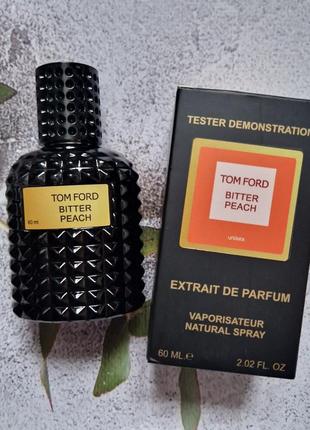 TOM FORD
BITTER
PEACH
60 ml
TESTER DEMONSTRATION
TOM FORD
BITTER
PEACH
unisex
EXTRAIT DE PARFUM
VAPORISATEUR
NATURAL SPRAY
60 ML.e
2.02 FL. OZ